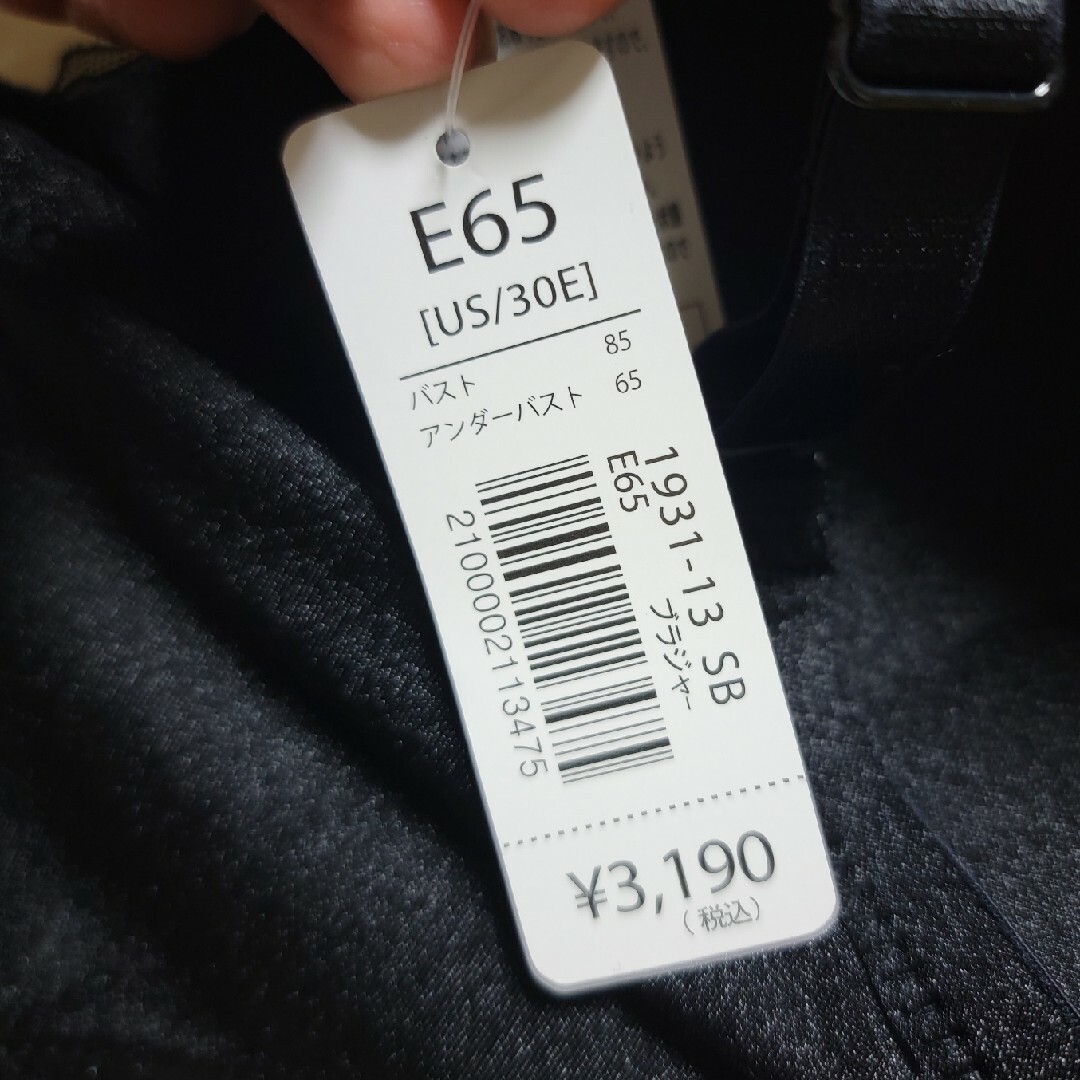 E65
[US/30E]
バスト 85
アンダーバスト 65
1931-13 SB
E65 ブラジャー
2100002113475
¥3,190
(税込)